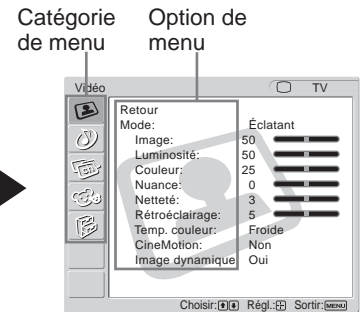 Catégorie de menu
Option de menu
Vidéo
TV
Retour
Mode: Éclatant
Image: 50
Luminosité: 50
Couleur: 25
Nuance: 0
Netteté: 3
Rétroéclairage: 5
Temp. couleur: Froide
CineMotion: Non
Image dynamique Oui
Choisir: Régl.: Sortir: MENU